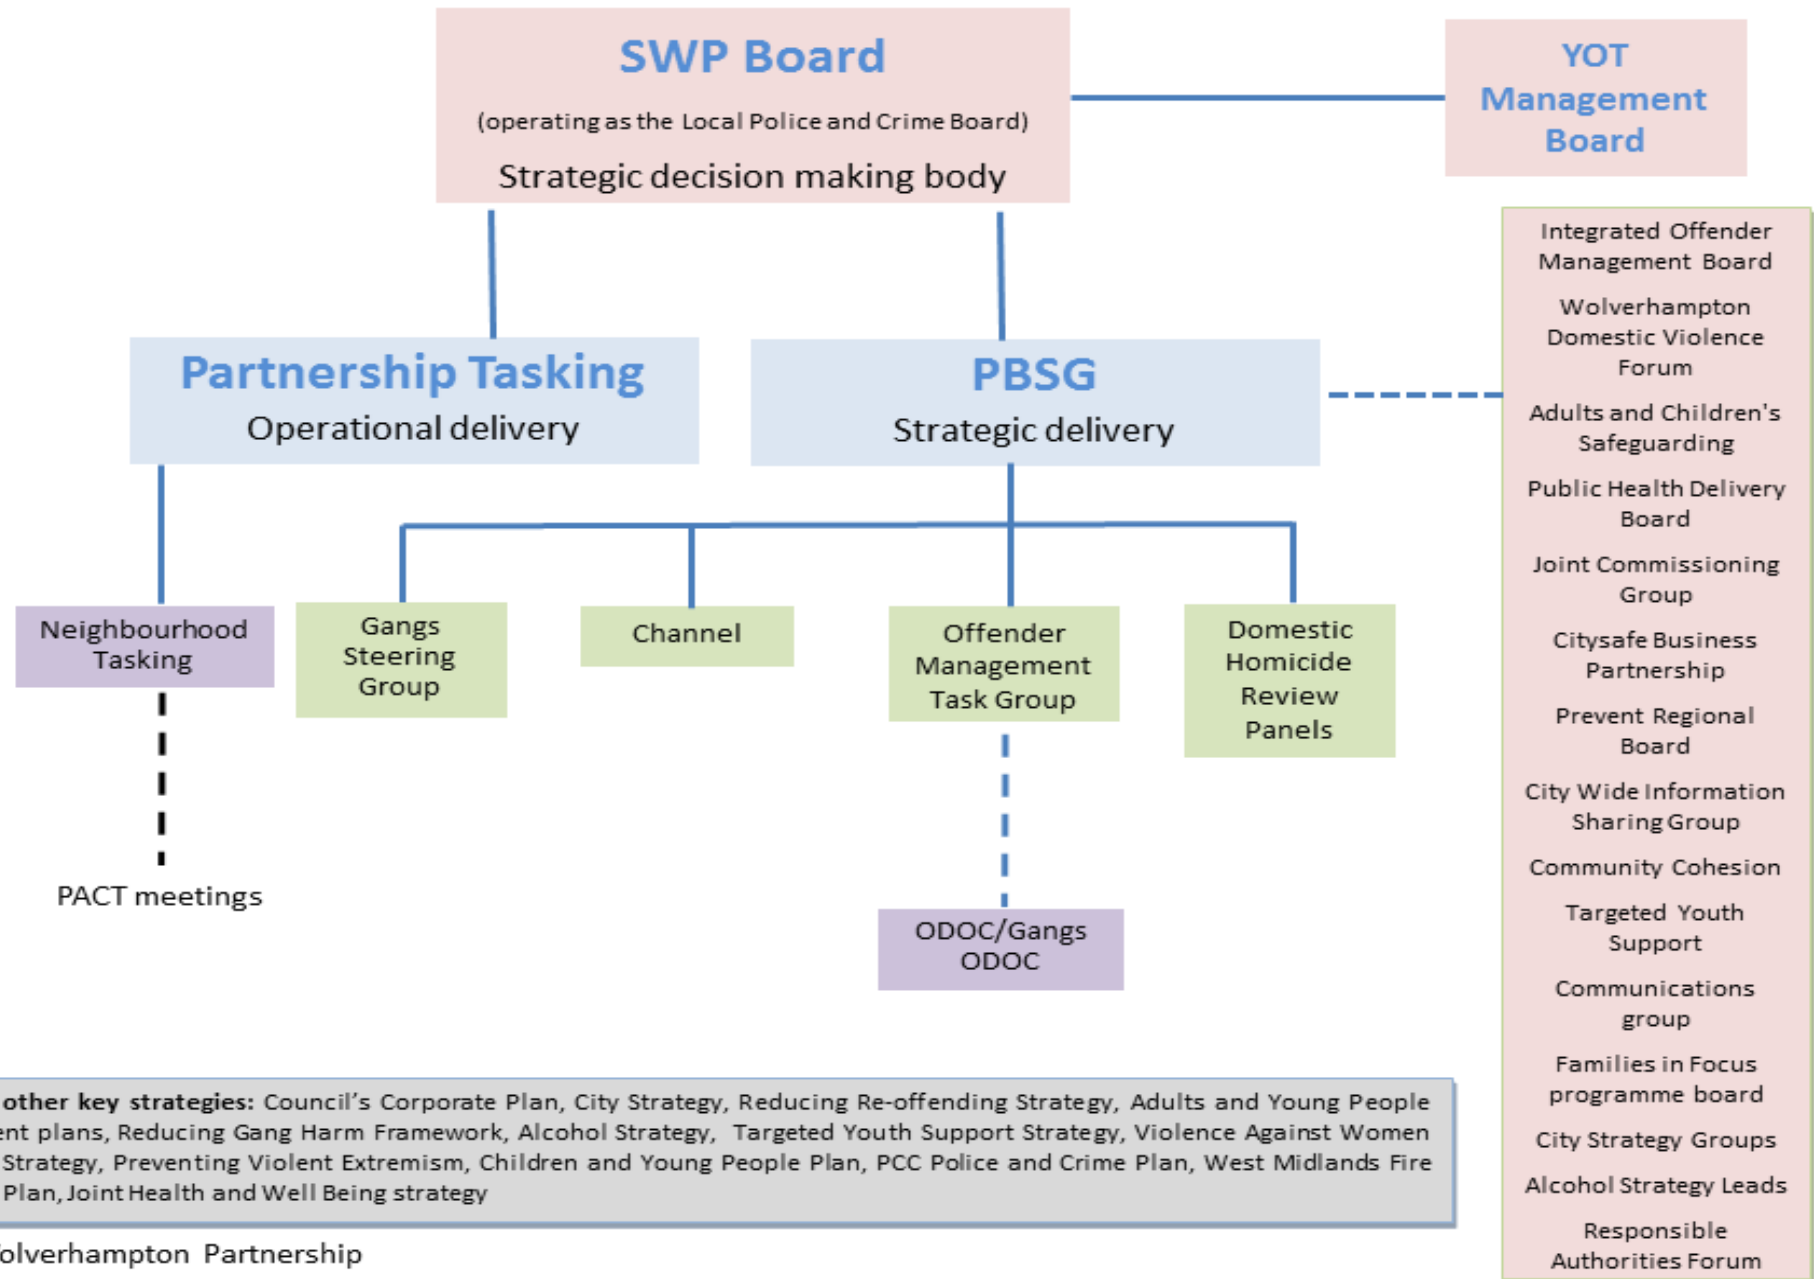 SWP Board
(operating as the Local Police and Crime Board)
Strategic decision making body
YOT
Management
Board
Partnership Tasking
Operational delivery
PBSG
Strategic delivery
Neighbourhood
Tasking
Gangs
Steering
Group
Channel
Offender
Management
Task Group
Domestic
Homicide
Review
Panels
PACT meetings
ODOC/Gangs
ODOC
Integrated Offender
Management Board
Wolverhampton
Domestic Violence
Forum
Adults and Children's
Safeguarding
Public Health Delivery
Board
Joint Commissioning
Group
Citysafe Business
Partnership
Prevent Regional
Board
City Wide Information
Sharing Group
Community Cohesion
Targeted Youth
Support
Communications
group
Families in Focus
programme board
City Strategy Groups
Alcohol Strategy Leads
Responsible
Authorities Forum
other key strategies: Council's Corporate Plan, City Strategy, Reducing Re-offending Strategy, Adults and Young People
ent plans, Reducing Gang Harm Framework, Alcohol Strategy, Targeted Youth Support Strategy, Violence Against Women
Strategy, Preventing Violent Extremism, Children and Young People Plan, PCC Police and Crime Plan, West Midlands Fire
Plan, Joint Health and Well Being strategy
olverhampton Partnership